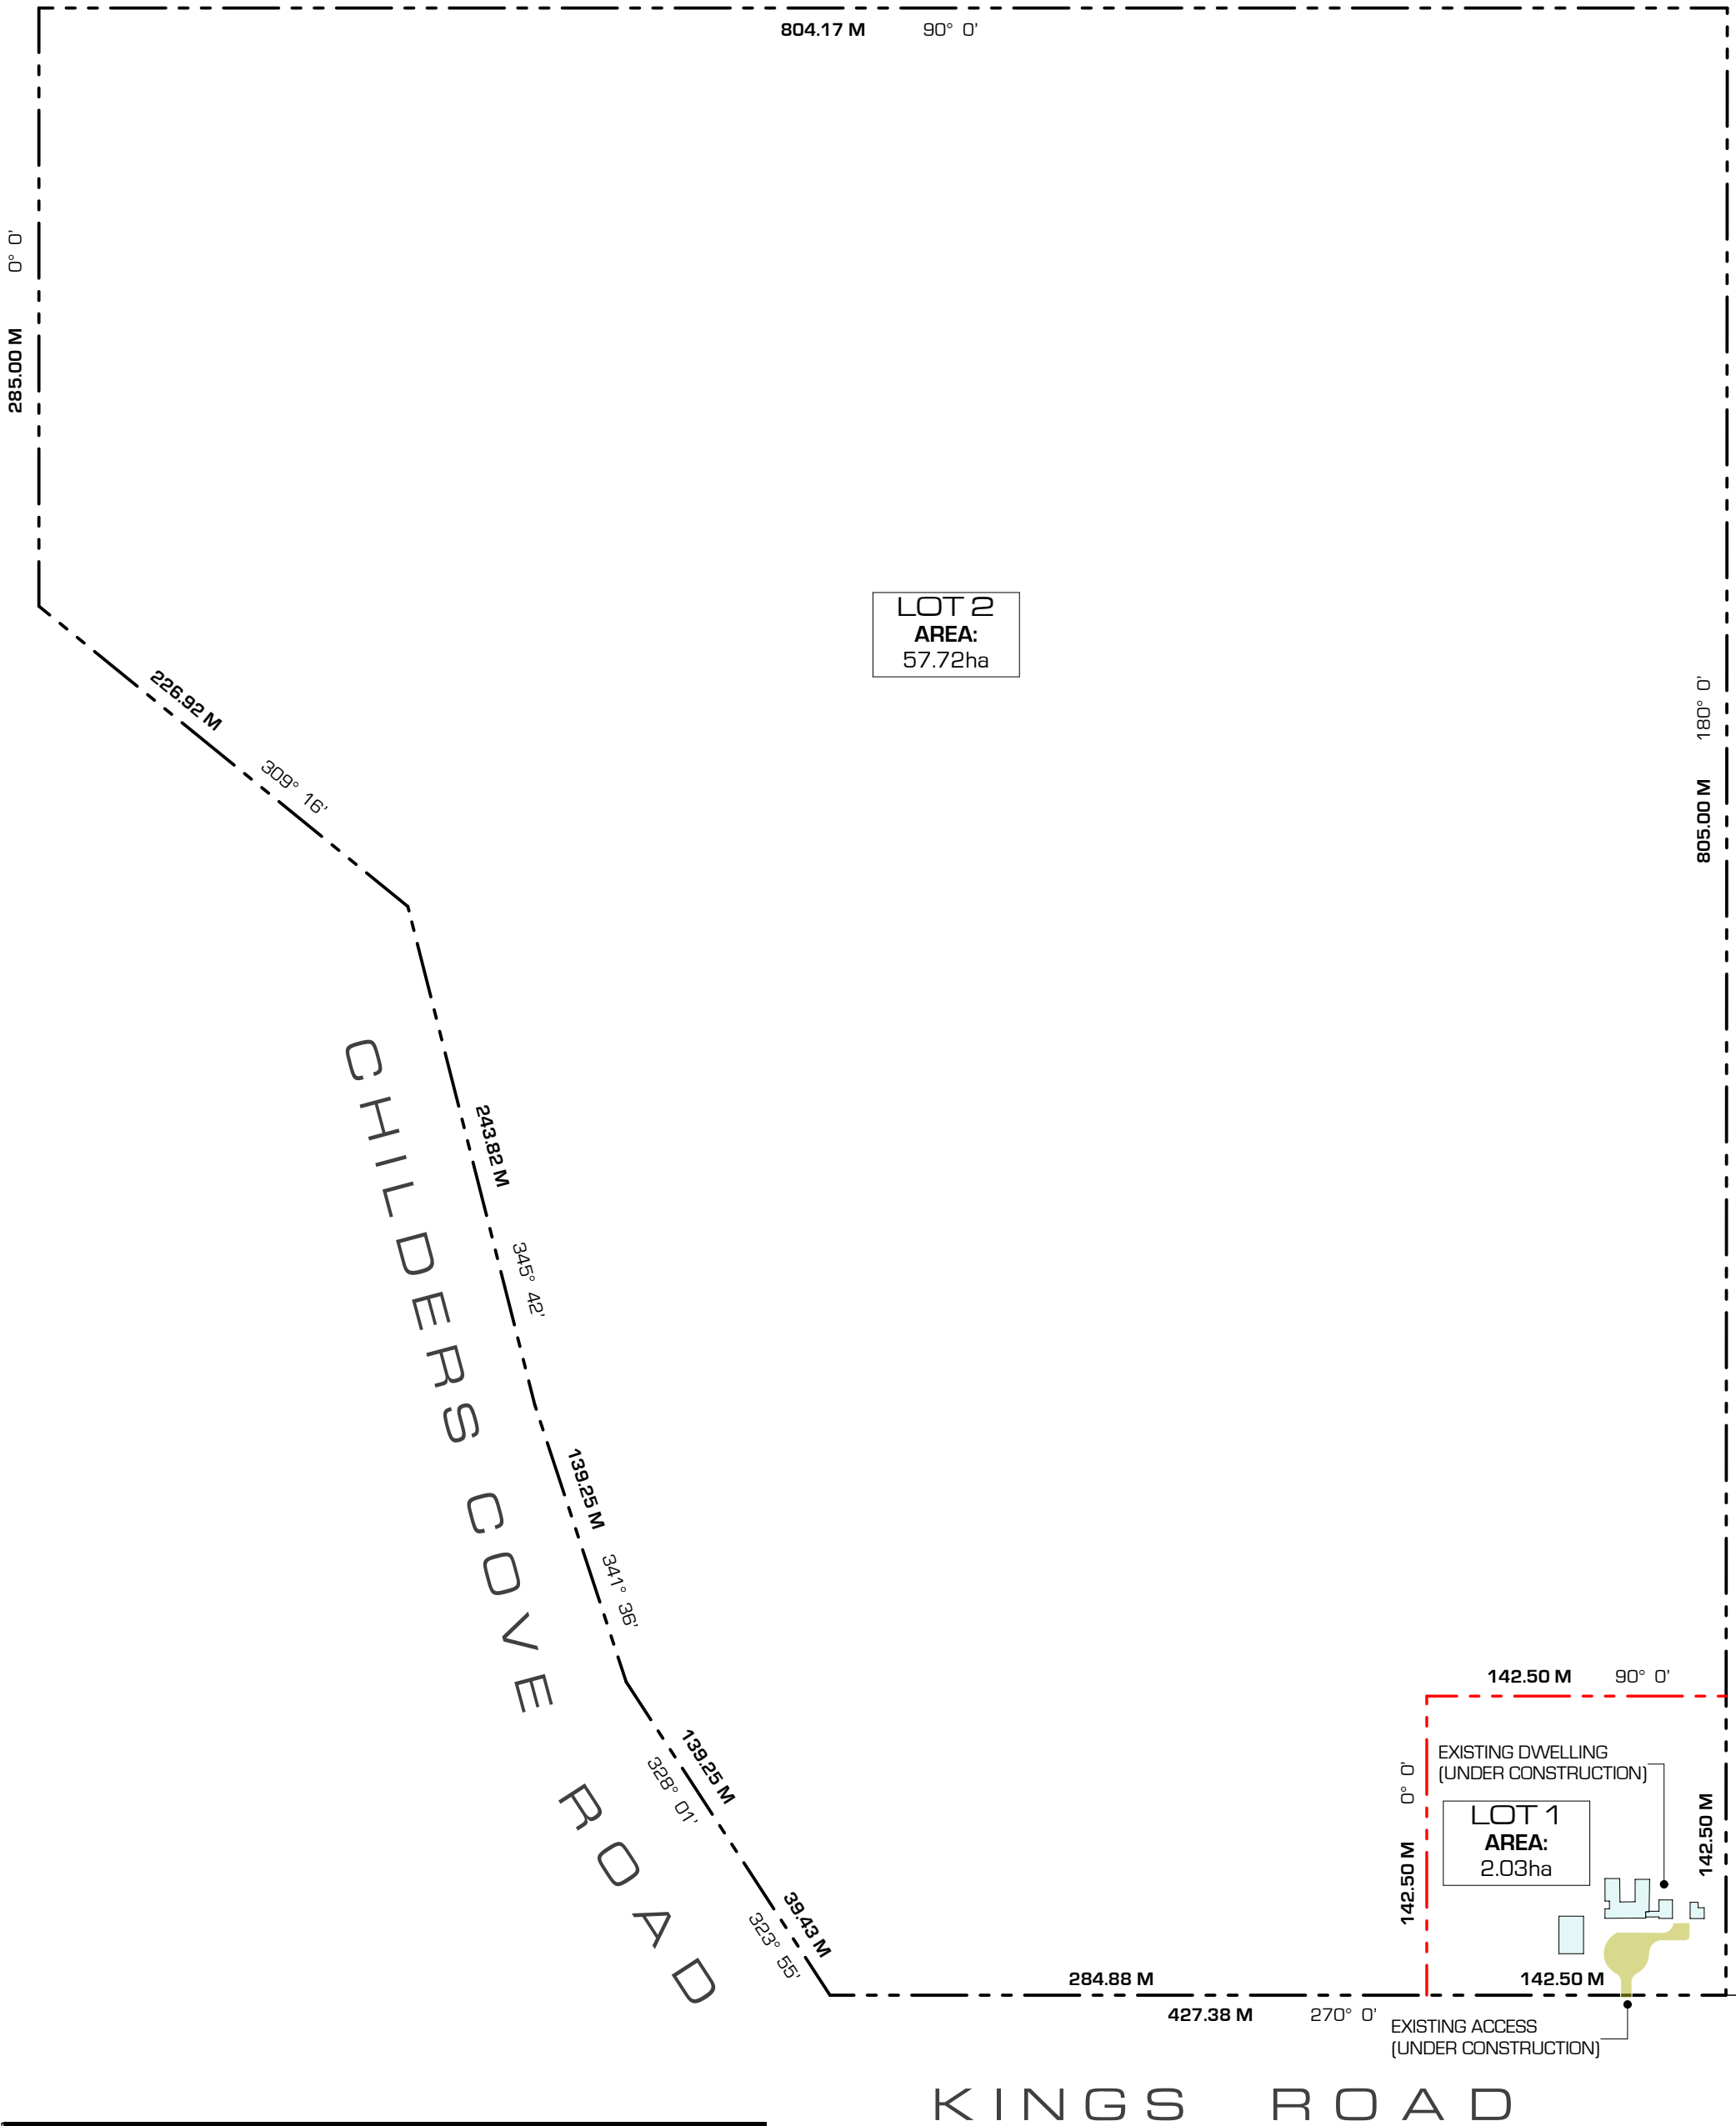 804.17 M 90° 0'
285.00 M 0° 0'
LOT 2
AREA:
57.72ha
226.92 M
309° 16'
805.00 M 180° 0'
CHILDERS COVE ROAD
243.82 M
345° 42'
139.25 M
341° 36'
139.25 M
328° 01'
39.43 M
323° 55'
142.50 M 90° 0'
142.50 M 0° 0'
EXISTING DWELLING
(UNDER CONSTRUCTION)
LOT 1
AREA:
2.03ha
142.50 M
142.50 M
284.88 M
427.38 M 270° 0'
EXISTING ACCESS
(UNDER CONSTRUCTION)
KINGS ROAD